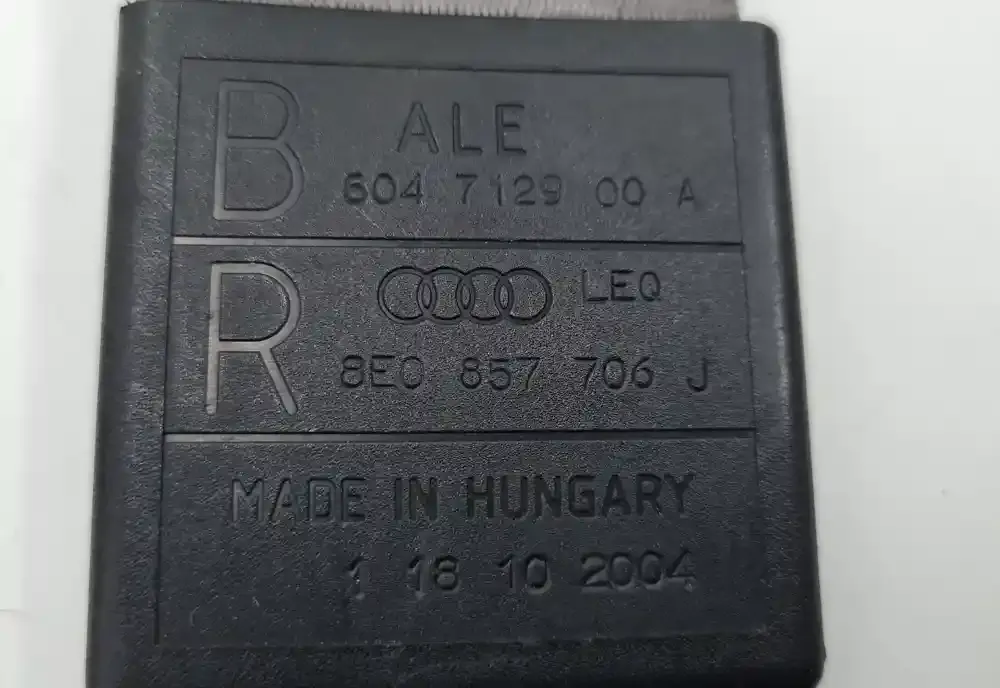 B ALE
604 7129 00 A
R LEQ
8E0 857 706 J
MADE IN HUNGARY
1 18 10 2004